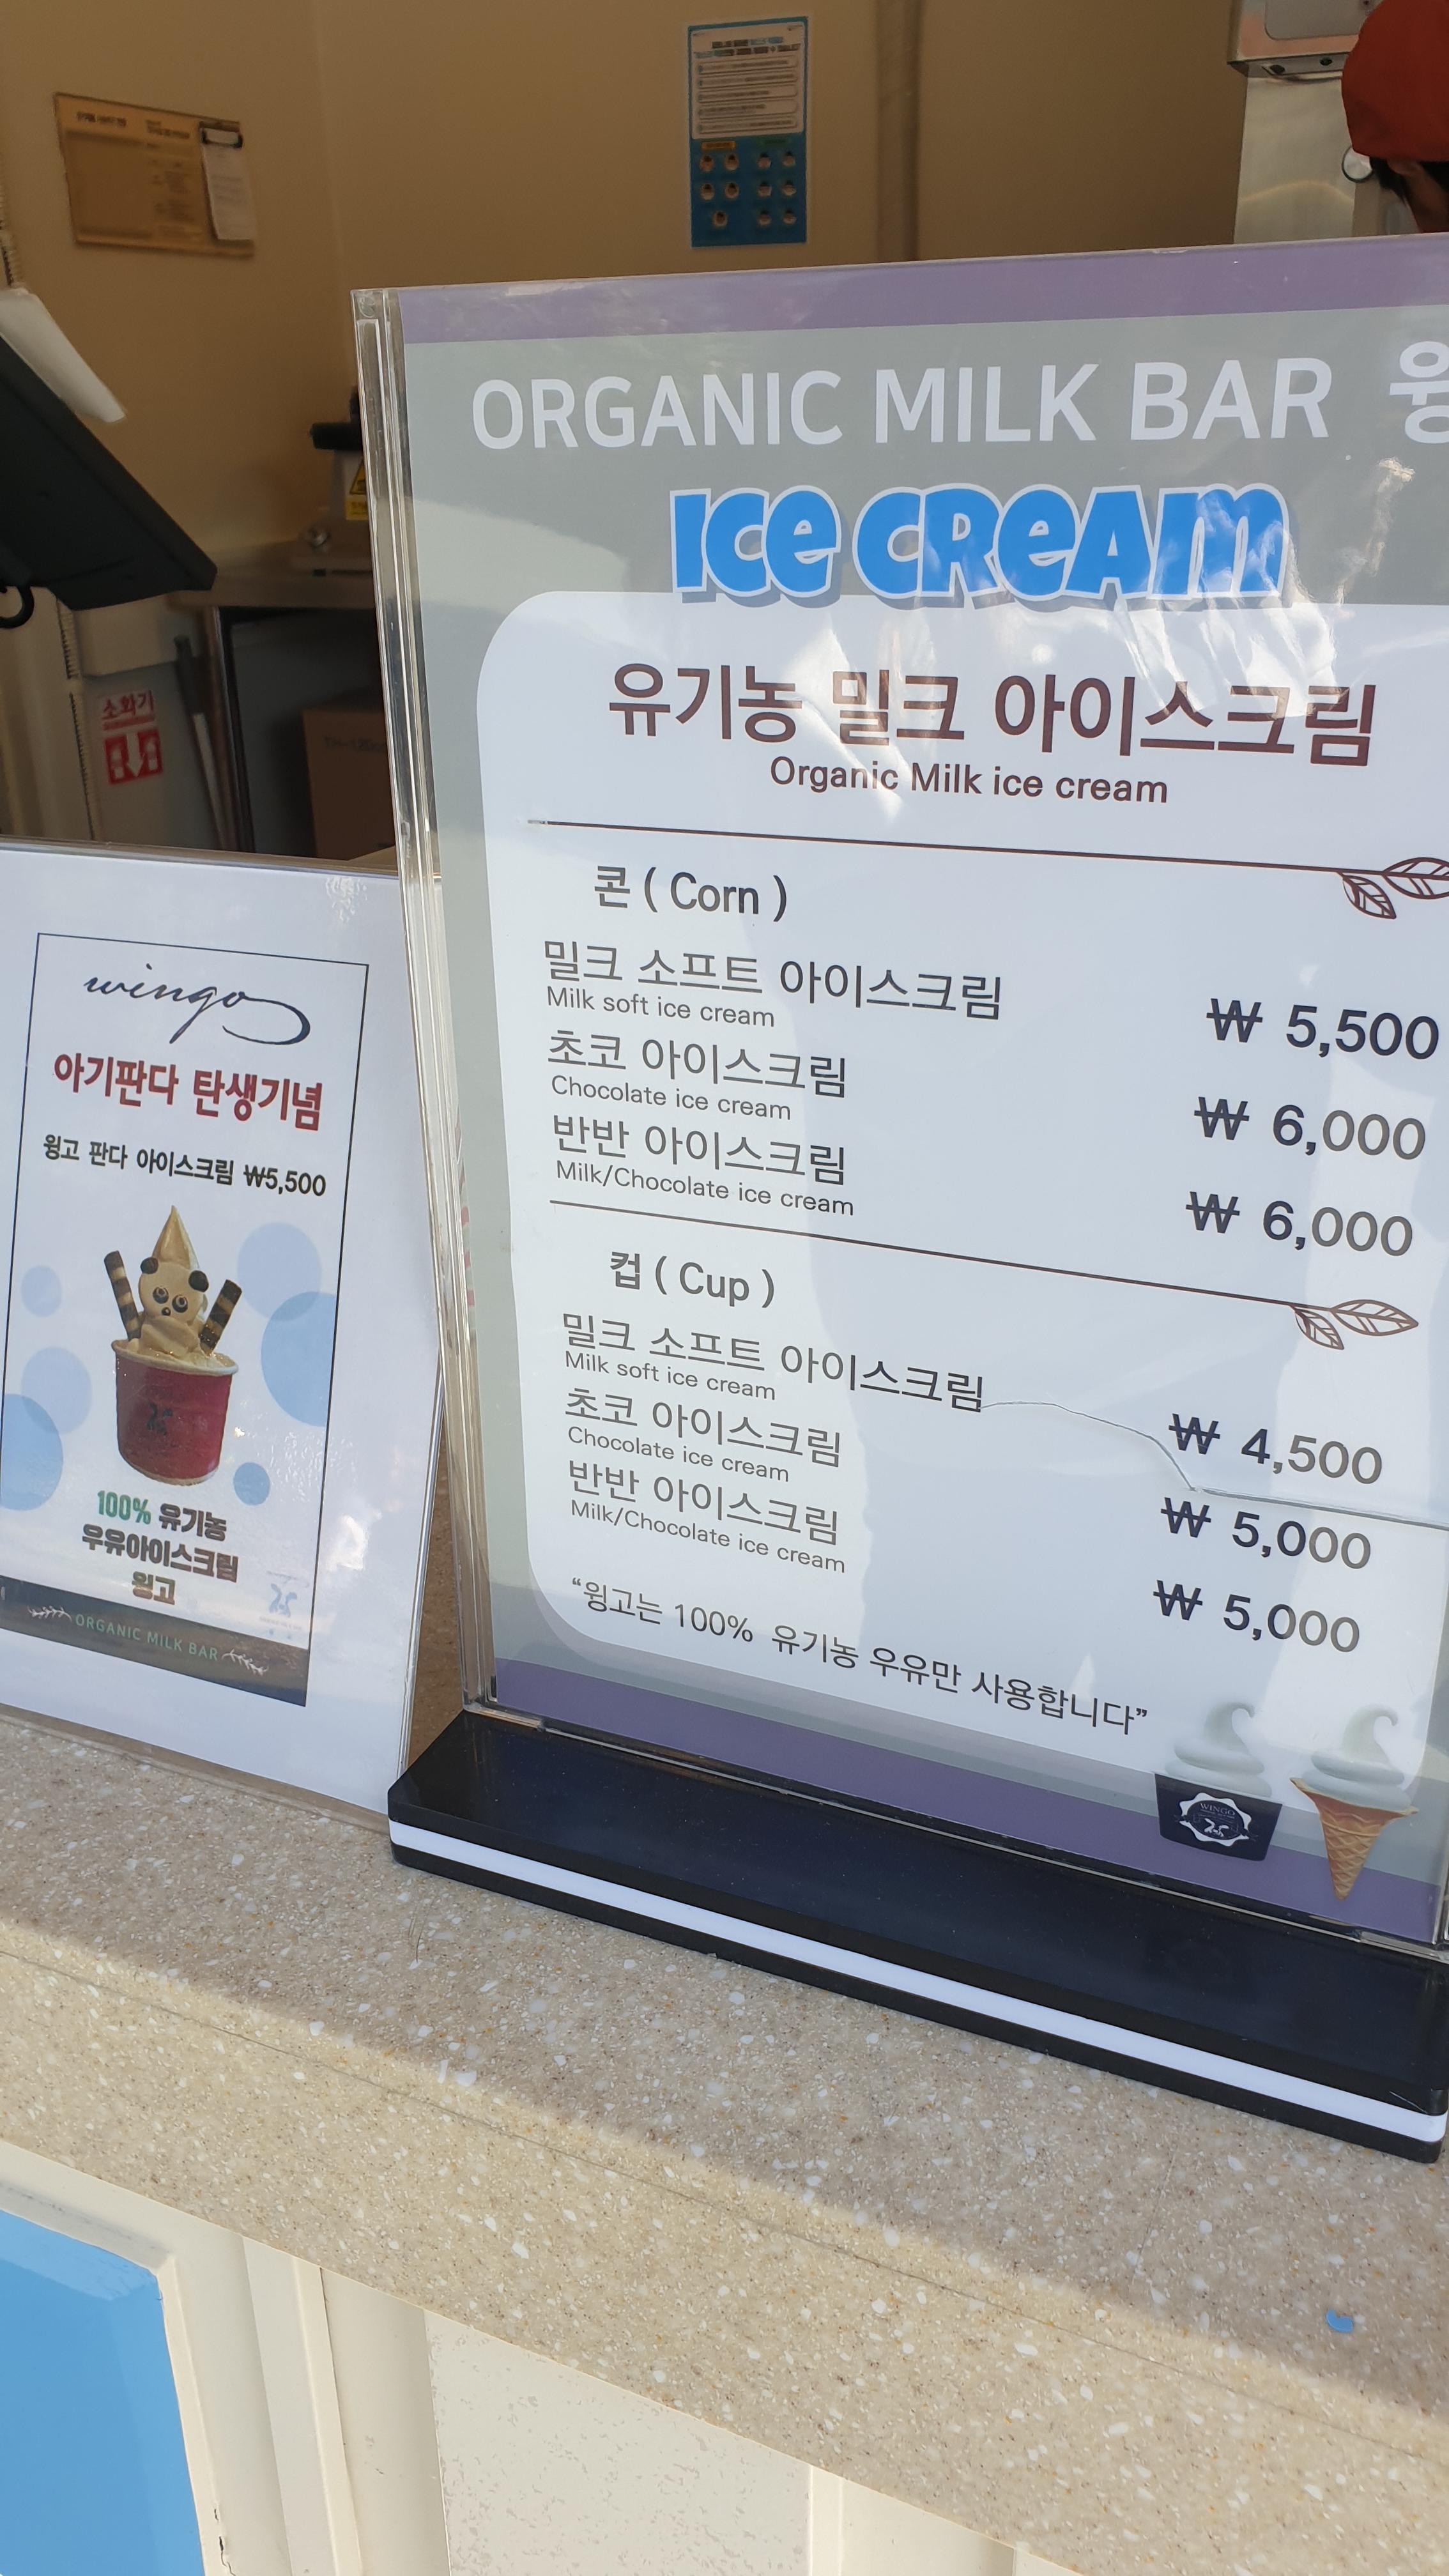 ORGANIC MILK BAR
ICE CREAM
유기농 밀크 아이스크림
Organic Milk ice cream
콘 ( Corn )
밀크 소프트 아이스크림
Milk soft ice cream
₩ 5,500
초코 아이스크림
Chocolate ice cream
₩ 6,000
반반 아이스크림
Milk/Chocolate ice cream
₩ 6,000
컵 ( Cup )
밀크 소프트 아이스크림
Milk soft ice cream
₩ 4,500
초코 아이스크림
Chocolate ice cream
₩ 5,000
반반 아이스크림
Milk/Chocolate ice cream
₩ 5,000
“윙고는 100% 유기농 우유만 사용합니다”
WINGO
wingo
아기판다 탄생기념
윙고 판다 아이스크림 ₩5,500
100% 유기농
우유아이스크림
윙고
ORGANIC MILK BAR
소화기